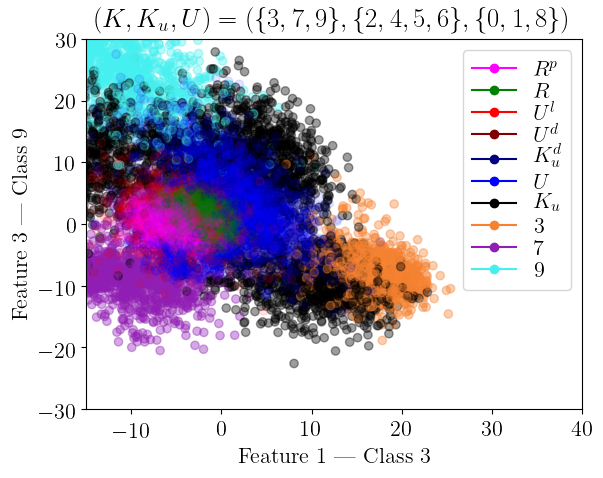 (K, K_u, U) = ({3, 7, 9}, {2, 4, 5, 6}, {0, 1, 8})
30
20
10
0
−10
−20
−30
Feature 3 — Class 9
R^p
R
U^l
U^d
K_u^d
U
K_u
3
7
9
−10
0
10
20
30
40
Feature 1 — Class 3